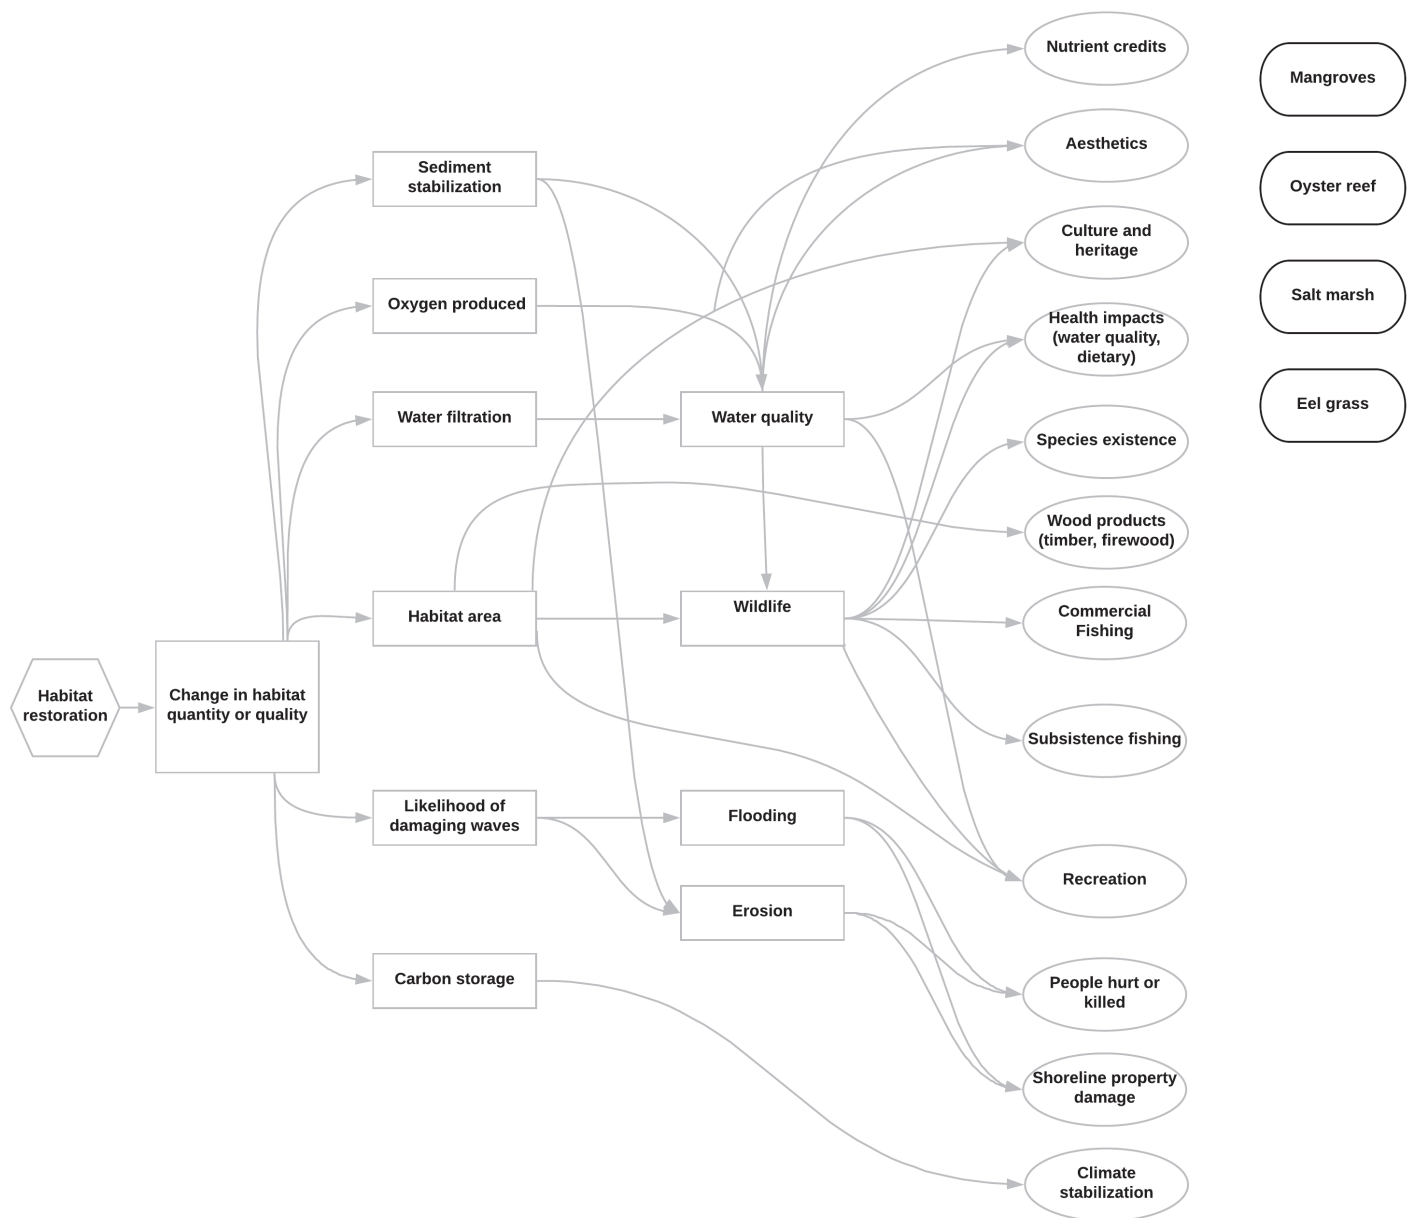 Habitat
restoration
Change in habitat
quantity or quality
Sediment
stabilization
Oxygen produced
Water filtration
Habitat area
Likelihood of
damaging waves
Carbon storage
Water quality
Wildlife
Flooding
Erosion
Nutrient credits
Aesthetics
Culture and
heritage
Health impacts
(water quality,
dietary)
Species existence
Wood products
(timber, firewood)
Commercial
Fishing
Subsistence fishing
Recreation
People hurt or
killed
Shoreline property
damage
Climate
stabilization
Mangroves
Oyster reef
Salt marsh
Eel grass